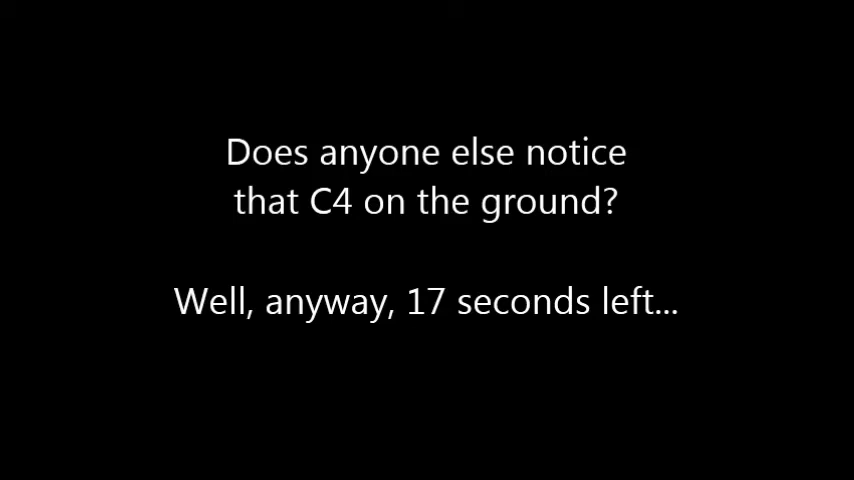 Does anyone else notice
that C4 on the ground?
Well, anyway, 17 seconds left...